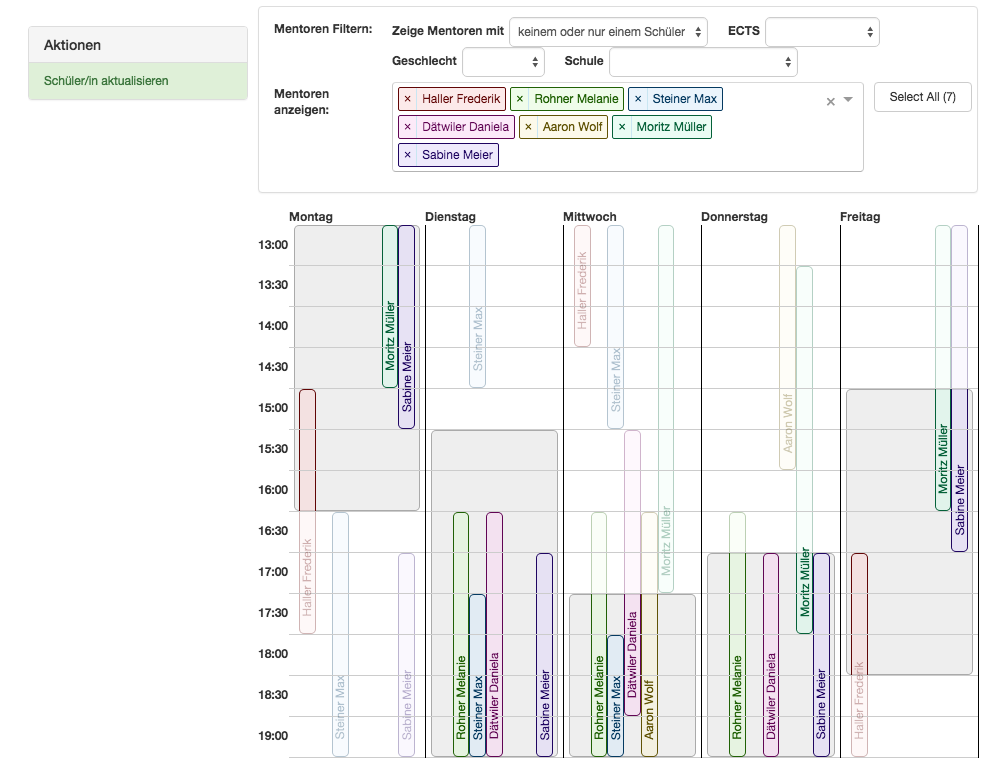 Aktionen
Schüler/in aktualisieren
Mentoren Filtern:
Zeige Mentoren mit keinem oder nur einem Schüler ECTS
Geschlecht Schule
Mentoren anzeigen:
× Haller Frederik × Rohner Melanie × Steiner Max
× Dätwiler Daniela × Aaron Wolf × Moritz Müller
× Sabine Meier
×
Select All (7)
Montag Dienstag Mittwoch Donnerstag Freitag
13:00
13:30
14:00
14:30
15:00
15:30
16:00
16:30
17:00
17:30
18:00
18:30
19:00
Haller Frederik
Steiner Max
Moritz Müller
Sabine Meier
Sabine Meier
Rohner Melanie
Steiner Max
Steiner Max
Dätwiler Daniela
Sabine Meier
Haller Frederik
Rohner Melanie
Steiner Max
Steiner Max
Dätwiler Daniela
Aaron Wolf
Moritz Müller
Rohner Melanie
Dätwiler Daniela
Aaron Wolf
Moritz Müller
Sabine Meier
Haller Frederik
Moritz Müller
Sabine Meier